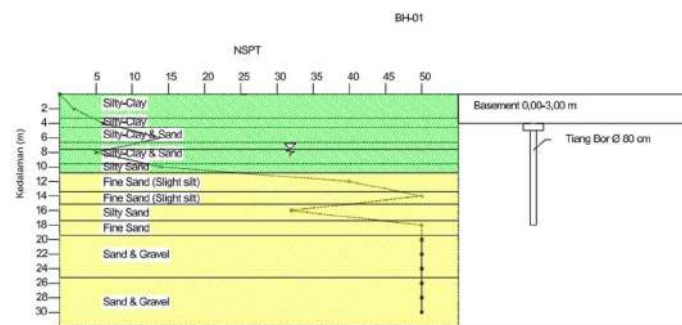 BH-01
NSPT
5 10 15 20 25 30 35 40 45 50
Kedalaman (m)
2
4
6
8
10
12
14
16
18
20
22
24
26
28
30
Silty-Clay
Silty-Clay
Silty-Clay & Sand
Silty-Clay & Sand
Silty Sand
Fine Sand (Slight silt)
Fine Sand (Slight silt)
Silty Sand
Fine Sand
Sand & Gravel
Sand & Gravel
Basement 0,00-3,00 m
Tiang Bor Ø 80 cm